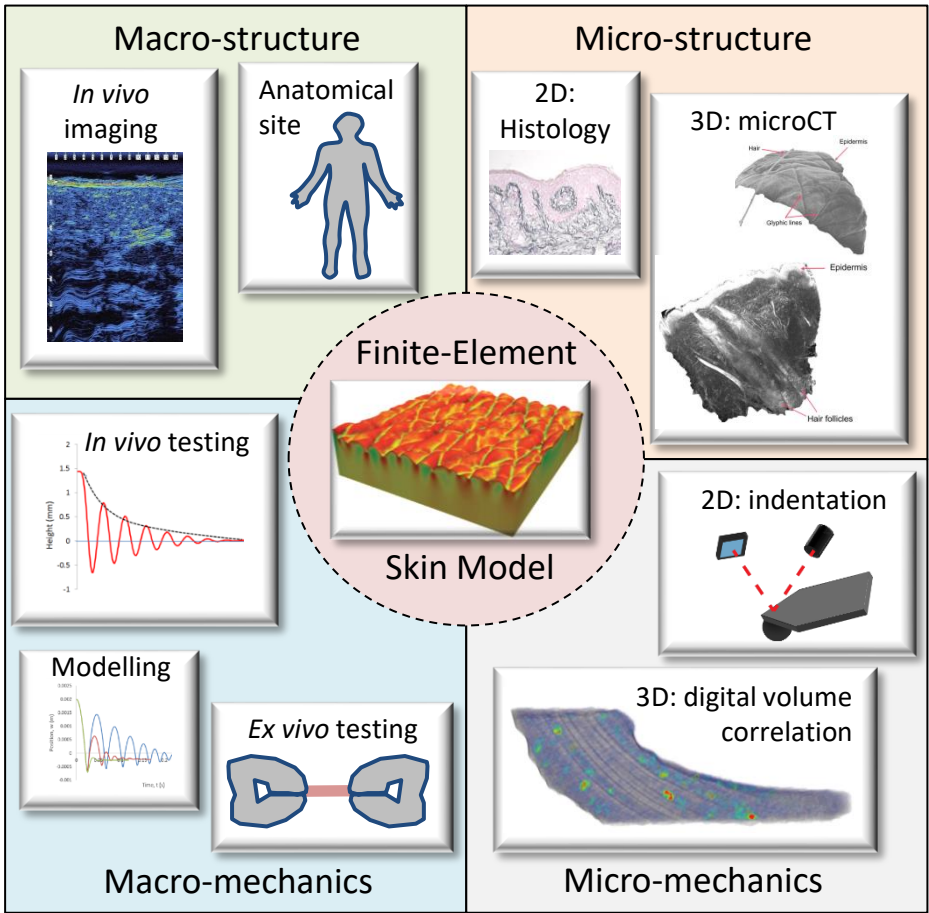 Macro-structure
In vivo
imaging
Anatomical
site
Micro-structure
2D:
Histology
3D: microCT
Hair
Epidermis
Glyphic lines
Epidermis
Hair follicles
Finite-Element
Skin Model
In vivo testing
2
1.5
1
0.5
0
-0.5
-1
Height (mm)
Modelling
Position, w (m)
Time, t (s)
Ex vivo testing
Macro-mechanics
2D: indentation
3D: digital volume
correlation
Micro-mechanics